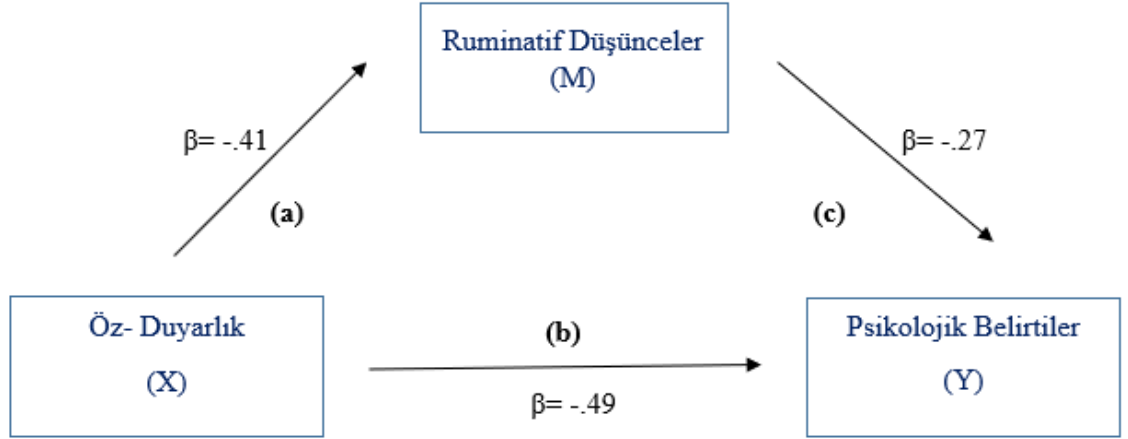 Ruminatif Düşünceler
(M)
β= -.41
β= -.27
(a)
(c)
Öz- Duyarlık
(X)
(b)
β= -.49
Psikolojik Belirtiler
(Y)